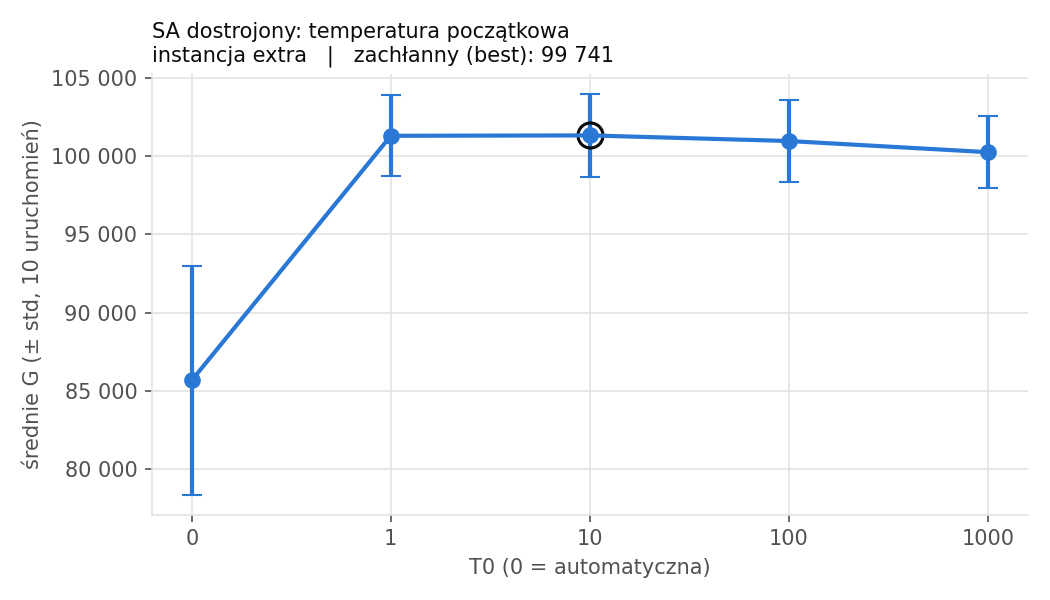 SA dostrojony: temperatura początkowa
instancja extra | zachłanny (best): 99 741
średnie G (± std, 10 uruchomień)
105 000
100 000
95 000
90 000
85 000
80 000
0 1 10 100 1000
T0 (0 = automatyczna)